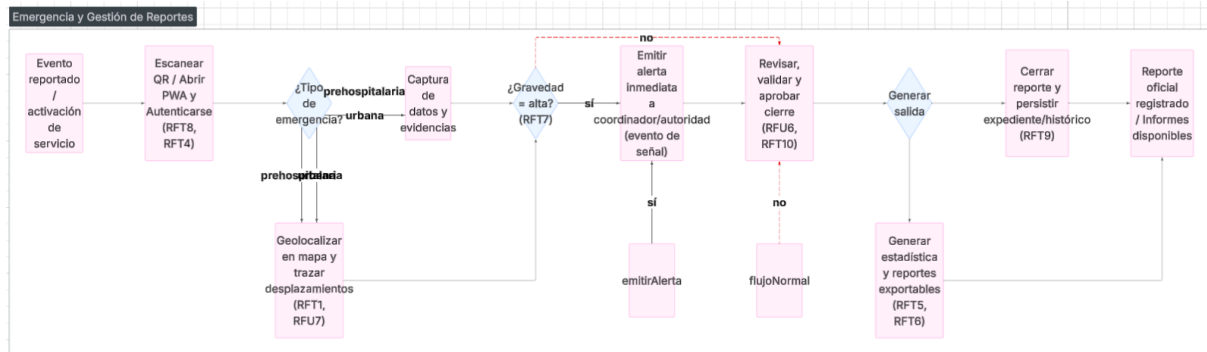 Emergencia y Gestión de Reportes
Evento
reportado
/
activación
de
servicio
Escanear
QR / Abrir
PWA y
Autenticarse
(RFT8,
RFT4)
¿Tipo
de
emergencia?
prehospitalaria
urbana
prehospitalaria
urbana
Captura
de
datos y
evidencias
Geolocalizar
en mapa y
trazar
desplazamientos
(RFT1,
RFU7)
¿Gravedad
= alta?
(RFT7)
no
sí
Emitir
alerta
inmediata
a
coordinador/autoridad
(evento de
señal)
sí
emitirAlerta
Revisar,
validar y
aprobar
cierre
(RFU6,
RFT10)
no
flujoNormal
Generar
salida
Generar
estadística
y reportes
exportables
(RFT5,
RFT6)
Cerrar
reporte y
persistir
expediente/histórico
(RFT9)
Reporte
oficial
registrado
/ Informes
disponibles